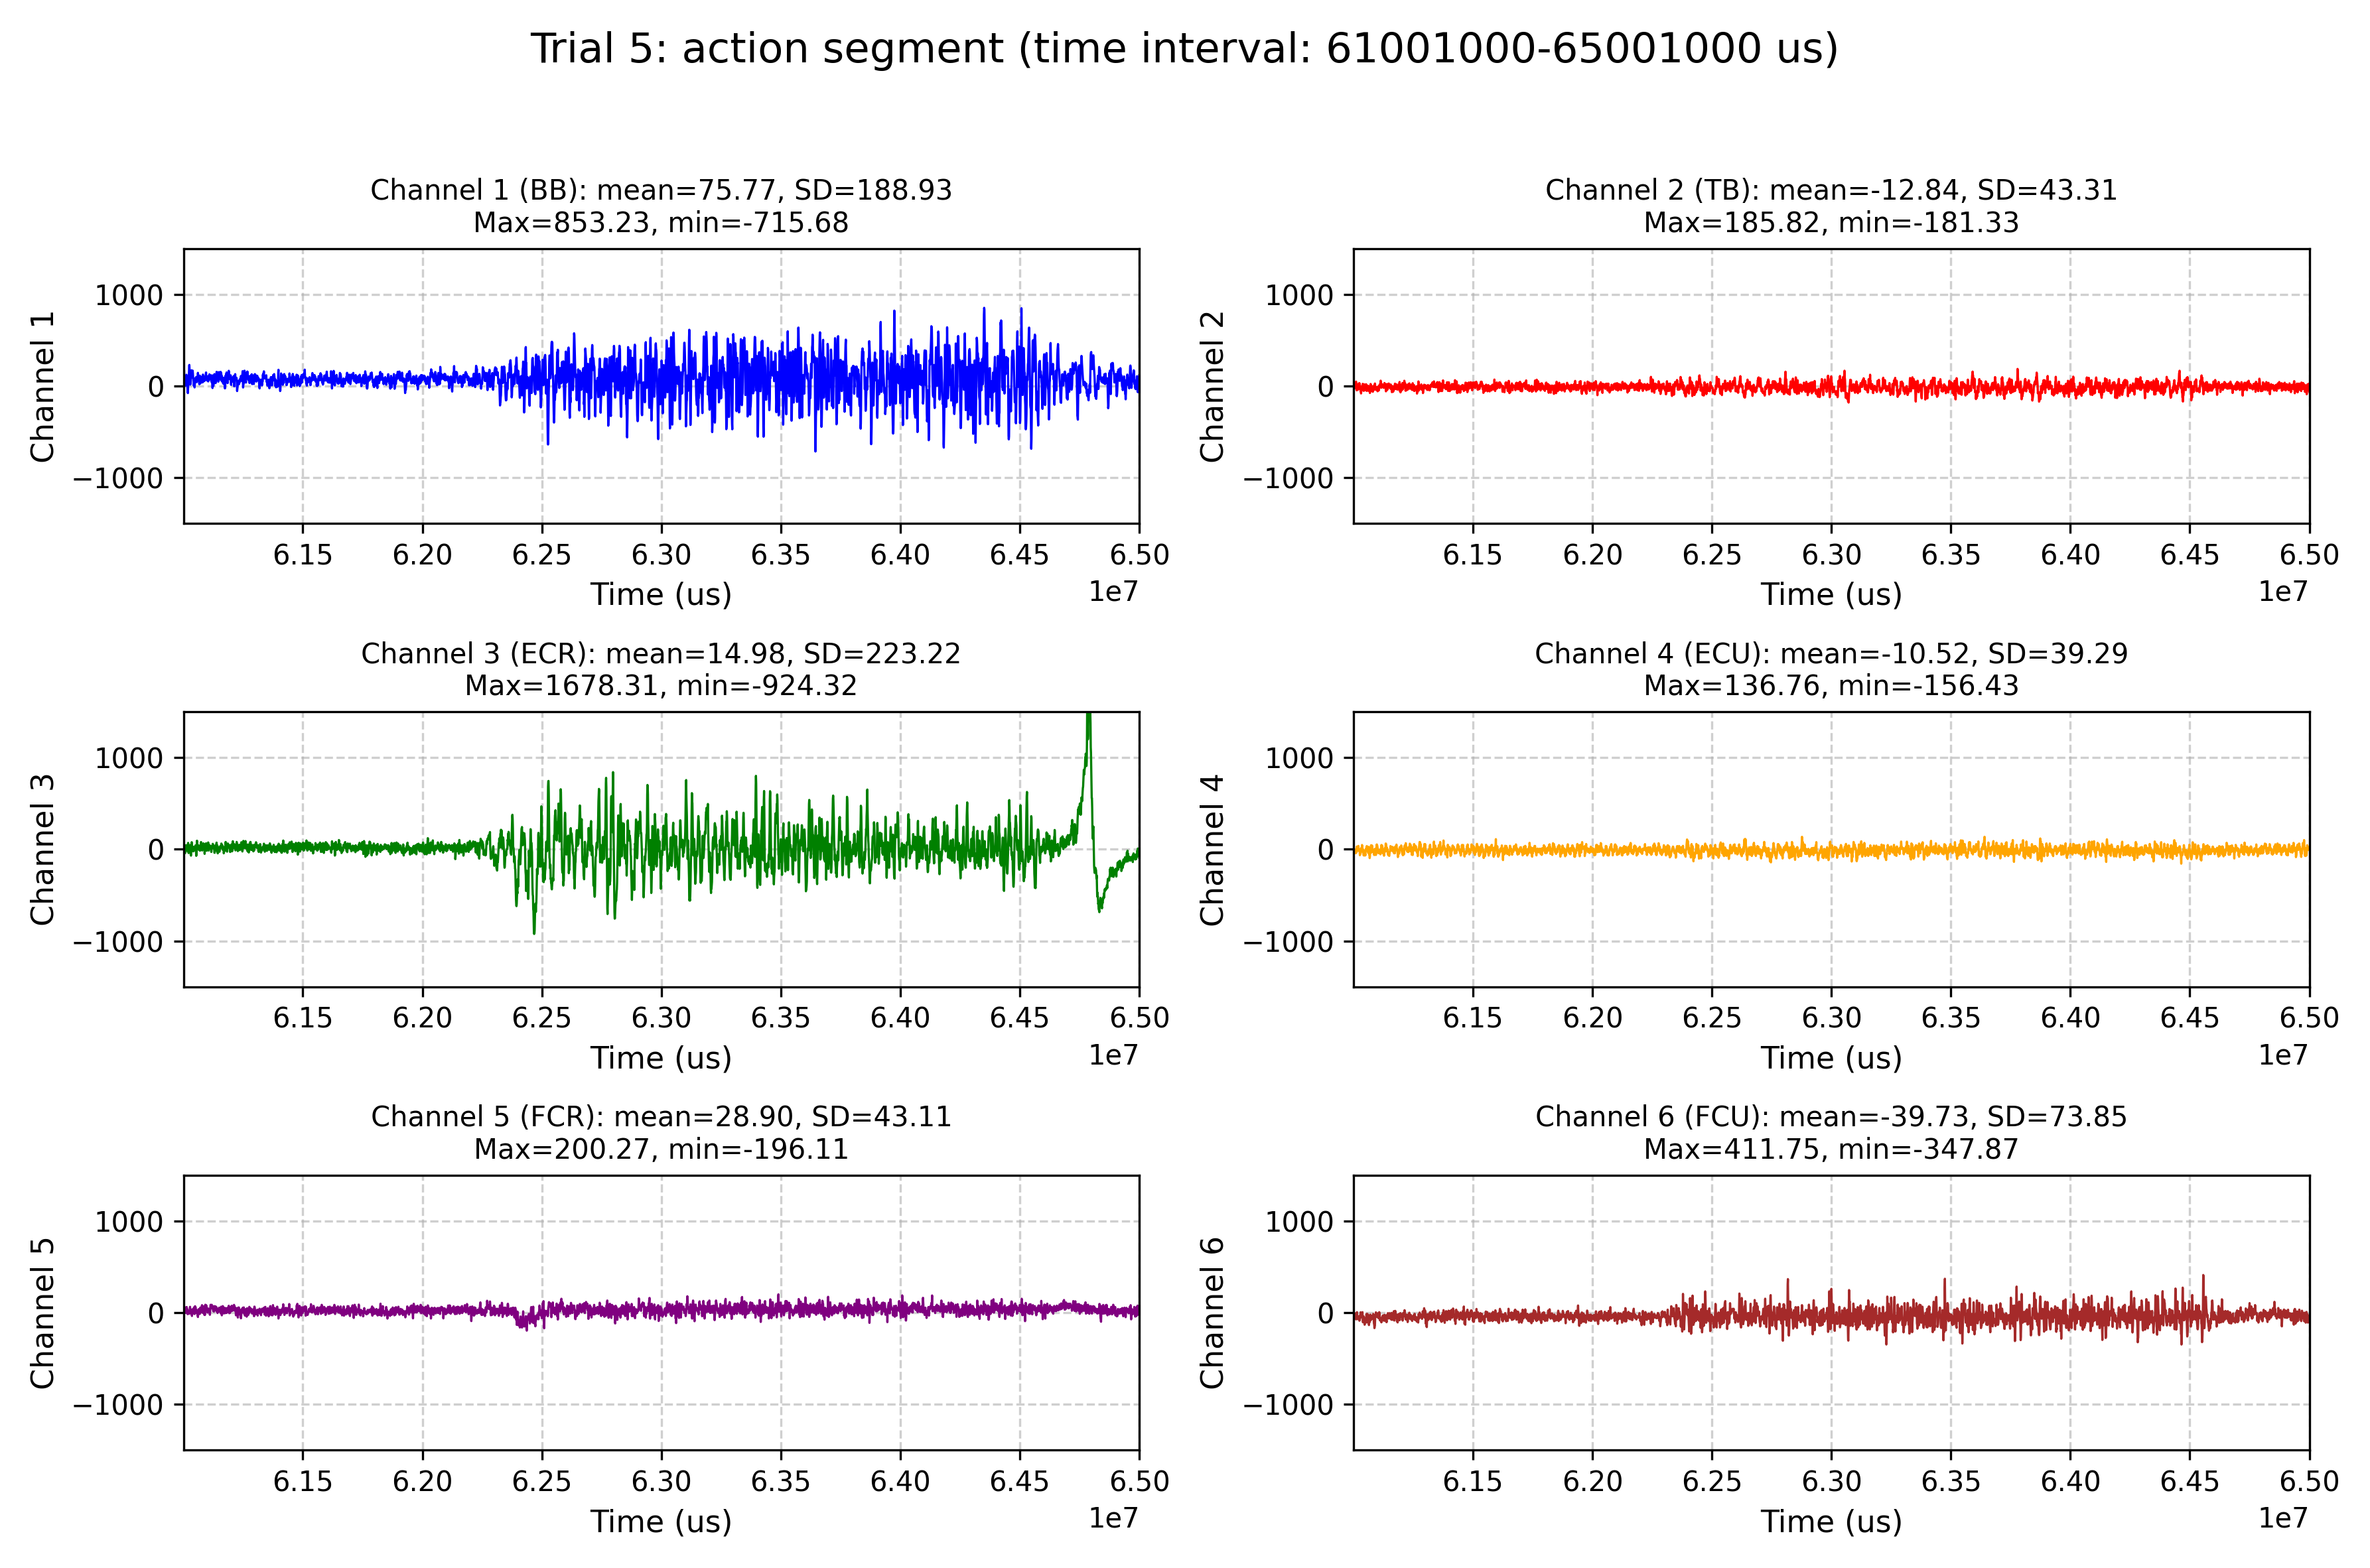 Trial 5: action segment (time interval: 61001000-65001000 us)
Channel 1 (BB): mean=75.77, SD=188.93
Max=853.23, min=-715.68
Channel 1
1000
0
−1000
6.15 6.20 6.25 6.30 6.35 6.40 6.45 6.50
Time (us)
1e7
Channel 2 (TB): mean=-12.84, SD=43.31
Max=185.82, min=-181.33
Channel 2
1000
0
−1000
6.15 6.20 6.25 6.30 6.35 6.40 6.45 6.50
Time (us)
1e7
Channel 3 (ECR): mean=14.98, SD=223.22
Max=1678.31, min=-924.32
Channel 3
1000
0
−1000
6.15 6.20 6.25 6.30 6.35 6.40 6.45 6.50
Time (us)
1e7
Channel 4 (ECU): mean=-10.52, SD=39.29
Max=136.76, min=-156.43
Channel 4
1000
0
−1000
6.15 6.20 6.25 6.30 6.35 6.40 6.45 6.50
Time (us)
1e7
Channel 5 (FCR): mean=28.90, SD=43.11
Max=200.27, min=-196.11
Channel 5
1000
0
−1000
6.15 6.20 6.25 6.30 6.35 6.40 6.45 6.50
Time (us)
1e7
Channel 6 (FCU): mean=-39.73, SD=73.85
Max=411.75, min=-347.87
Channel 6
1000
0
−1000
6.15 6.20 6.25 6.30 6.35 6.40 6.45 6.50
Time (us)
1e7